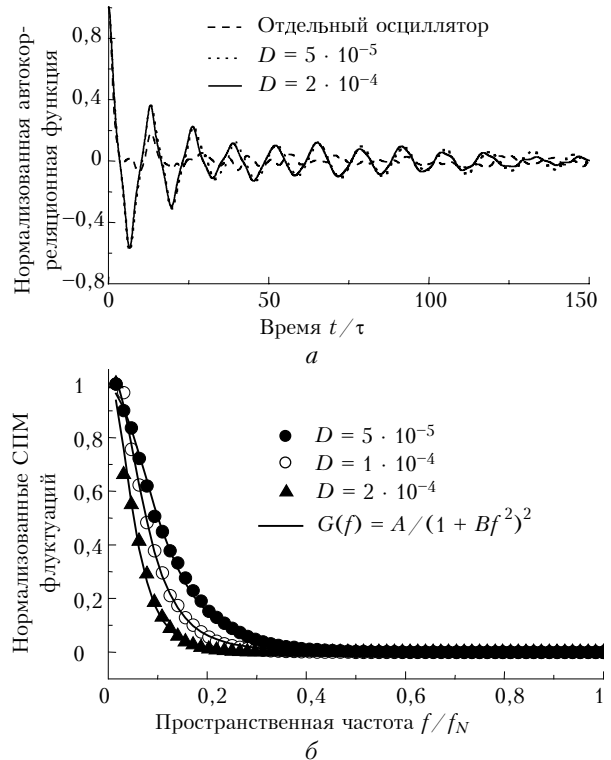 0,8
0,4
0
−0,4
−0,8
Нормализованная автокор-
реляционная функция
Отдельный осциллятор
D = 5 · 10⁻⁵
D = 2 · 10⁻⁴
0
50
100
150
Время t/τ
а
1
0,8
0,6
0,4
0,2
0
Нормализованные СПМ
флуктуаций
D = 5 · 10⁻⁵
D = 1 · 10⁻⁴
D = 2 · 10⁻⁴
G(f) = A/(1 + Bf²)²
0
0,2
0,4
0,6
0,8
1
Пространственная частота f/f_N
б